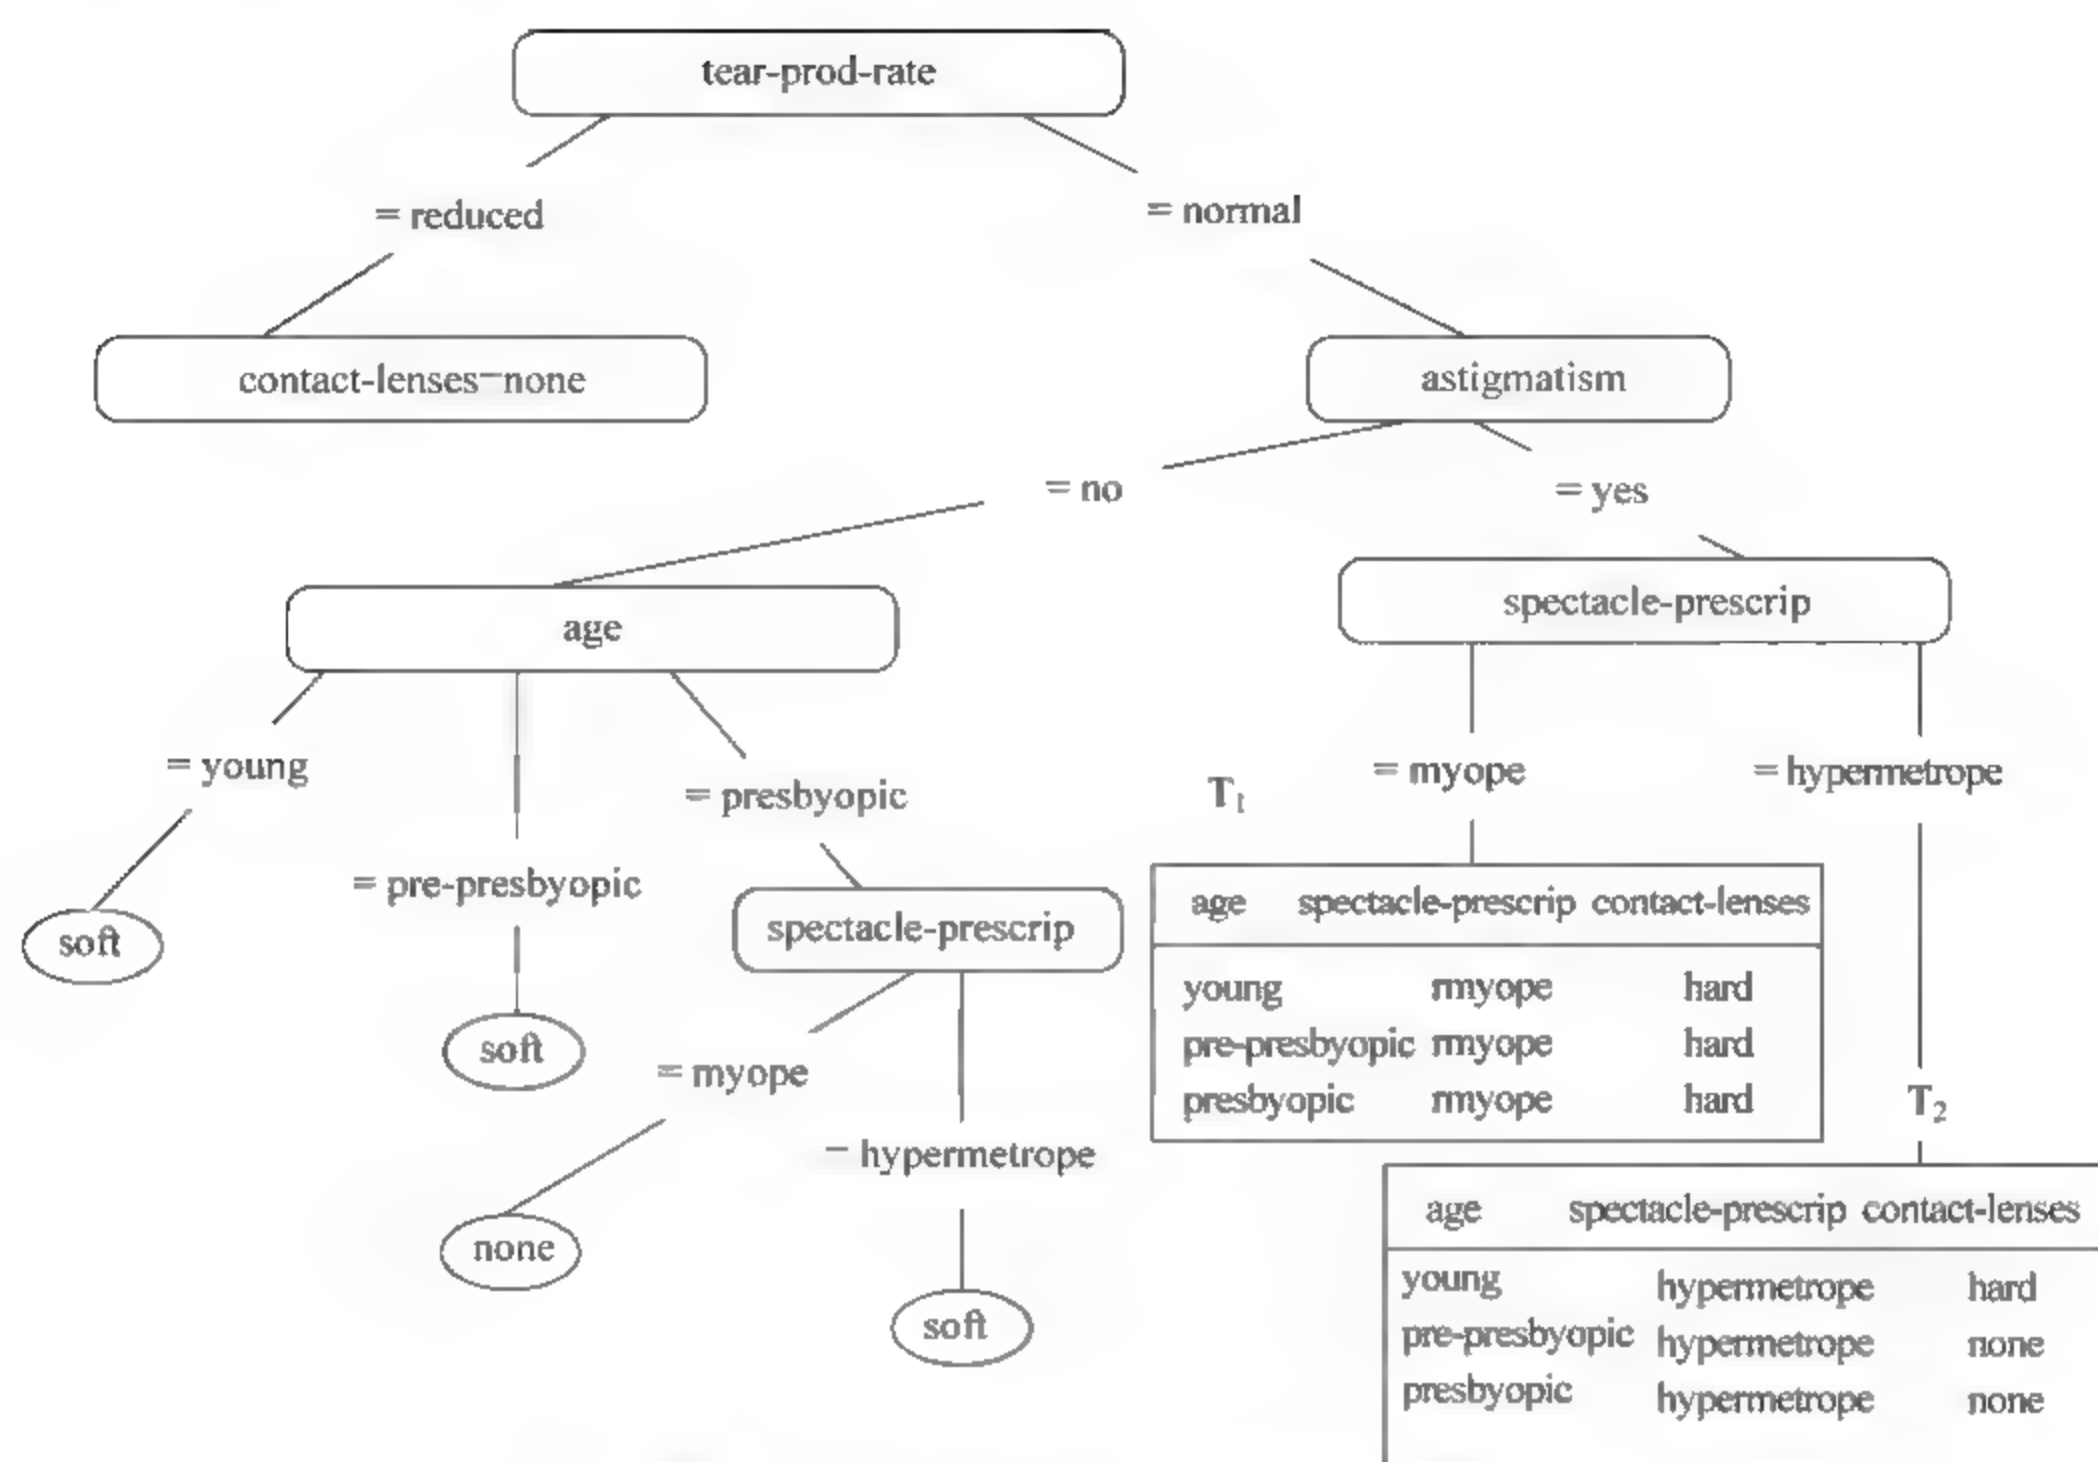 tear-prod-rate
= reduced
= normal
contact-lenses=none
astigmatism
= no
= yes
age
spectacle-prescrip
= young
= pre-presbyopic
= presbyopic
T1
= myope
= hypermetrope
soft
soft
spectacle-prescrip
= myope
− hypermetrope
none
soft
age spectacle-prescrip contact-lenses
young rmyope hard
pre-presbyopic rmyope hard
presbyopic rmyope hard
T2
age spectacle-prescrip contact-lenses
young hypermetrope hard
pre-presbyopic hypermetrope none
presbyopic hypermetrope none